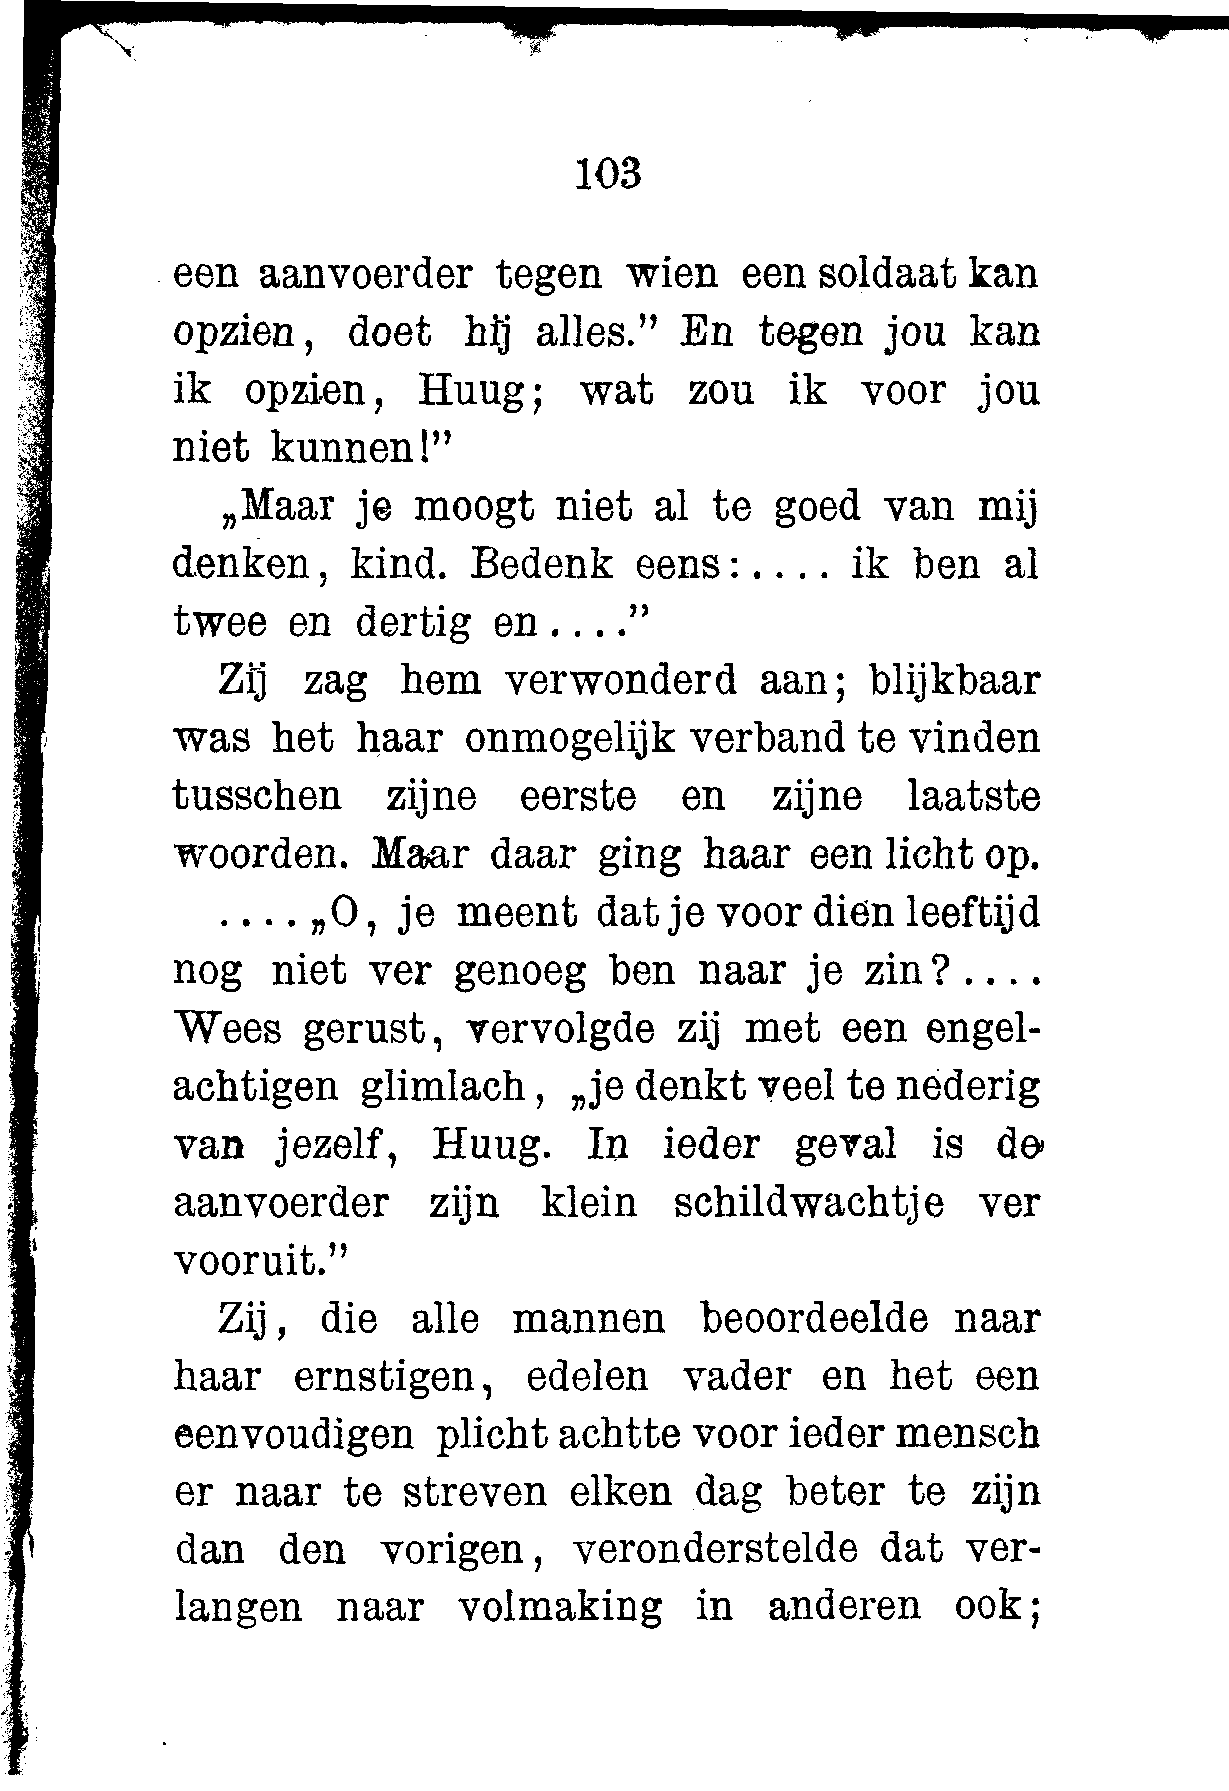 103
een aanvoerder tegen wien een soldaat kan
opzien, doet hij alles.” En tegen jou kan
ik opzien, Huug; wat zou ik voor jou
niet kunnen!”
„Maar je moogt niet al te goed van mij
denken, kind. Bedenk eens:.... ik ben al
twee en dertig en....”
Zij zag hem verwonderd aan; blijkbaar
was het haar onmogelijk verband te vinden
tusschen zijne eerste en zijne laatste
woorden. Maar daar ging haar een licht op.
....„O, je meent dat je voor dien leeftijd
nog niet ver genoeg ben naar je zin?....
Wees gerust, vervolgde zij met een engel-
achtigen glimlach, „je denkt veel te nederig
van jezelf, Huug. In ieder geval is de
aanvoerder zijn klein schildwachtje ver
vooruit.”
Zij, die alle mannen beoordeelde naar
haar ernstigen, edelen vader en het een
eenvoudigen plicht achtte voor ieder mensch
er naar te streven elken dag beter te zijn
dan den vorigen, veronderstelde dat ver-
langen naar volmaking in anderen ook;